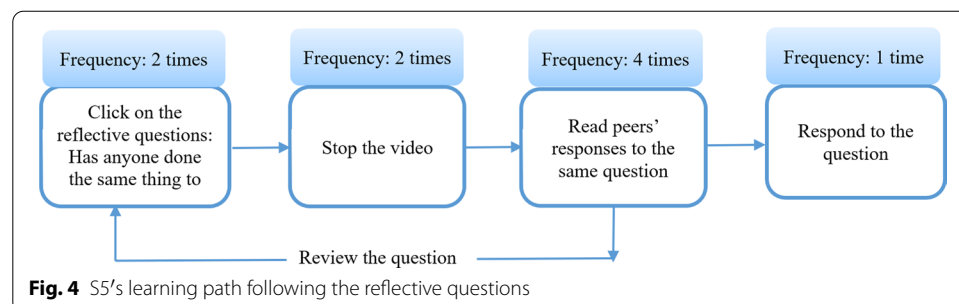 Frequency: 2 times
Click on the
reflective questions:
Has anyone done
the same thing to
Frequency: 2 times
Stop the video
Frequency: 4 times
Read peers’
responses to the
same question
Frequency: 1 time
Respond to the
question
Review the question
Fig. 4 S5′s learning path following the reflective questions